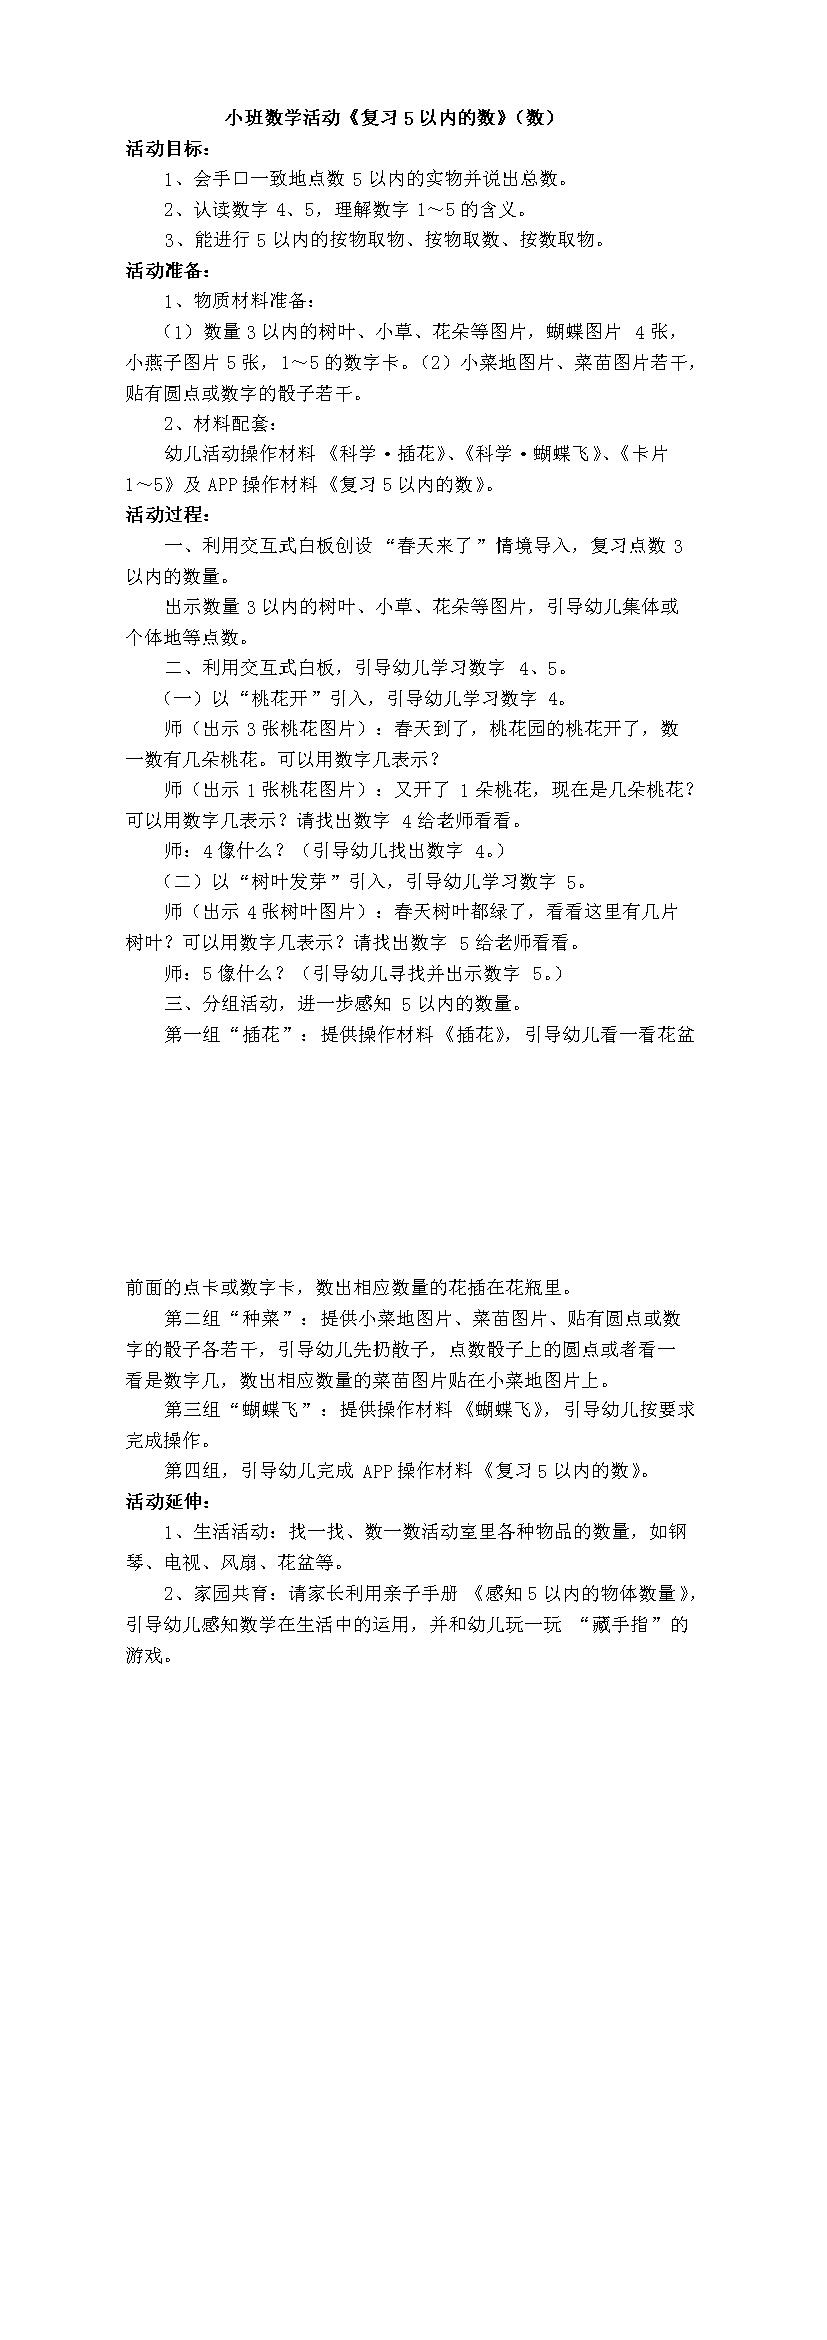 小班数学活动《复习5以内的数》（数）
活动目标：
1、会手口一致地点数5以内的实物并说出总数。
2、认读数字4、5，理解数字1～5的含义。
3、能进行5以内的按物取物、按物取数、按数取物。
活动准备：
1、物质材料准备：
（1）数量3以内的树叶、小草、花朵等图片，蝴蝶图片 4张，
小燕子图片5张，1～5的数字卡。（2）小菜地图片、菜苗图片若干，
贴有圆点或数字的骰子若干。
2、材料配套：
幼儿活动操作材料《科学·插花》、《科学·蝴蝶飞》、《卡片
1～5》及APP操作材料《复习5以内的数》。
活动过程：
一、利用交互式白板创设“春天来了”情境导入，复习点数3
以内的数量。
出示数量3以内的树叶、小草、花朵等图片，引导幼儿集体或
个体地等点数。
二、利用交互式白板，引导幼儿学习数字 4、5。
（一）以“桃花开”引入，引导幼儿学习数字 4。
师（出示3张桃花图片）：春天到了，桃花园的桃花开了，数
一数有几朵桃花。可以用数字几表示？
师（出示1张桃花图片）：又开了1朵桃花，现在是几朵桃花？
可以用数字几表示？请找出数字 4给老师看看。
师：4像什么？（引导幼儿找出数字 4。）
（二）以“树叶发芽”引入，引导幼儿学习数字 5。
师（出示4张树叶图片）：春天树叶都绿了，看看这里有几片
树叶？可以用数字几表示？请找出数字 5给老师看看。
师：5像什么？（引导幼儿寻找并出示数字 5。）
三、分组活动，进一步感知 5以内的数量。
第一组“插花”：提供操作材料《插花》，引导幼儿看一看花盆
前面的点卡或数字卡，数出相应数量的花插在花瓶里。
第二组“种菜”：提供小菜地图片、菜苗图片、贴有圆点或数
字的骰子各若干，引导幼儿先扔散子，点数骰子上的圆点或者看一
看是数字几，数出相应数量的菜苗图片贴在小菜地图片上。
第三组“蝴蝶飞”：提供操作材料《蝴蝶飞》，引导幼儿按要求
完成操作。
第四组，引导幼儿完成 APP操作材料《复习5以内的数》。
活动延伸：
1、生活活动：找一找、数一数活动室里各种物品的数量，如钢
琴、电视、风扇、花盆等。
2、家园共育：请家长利用亲子手册《感知5以内的物体数量》，
引导幼儿感知数学在生活中的运用，并和幼儿玩一玩 “藏手指”的
游戏。